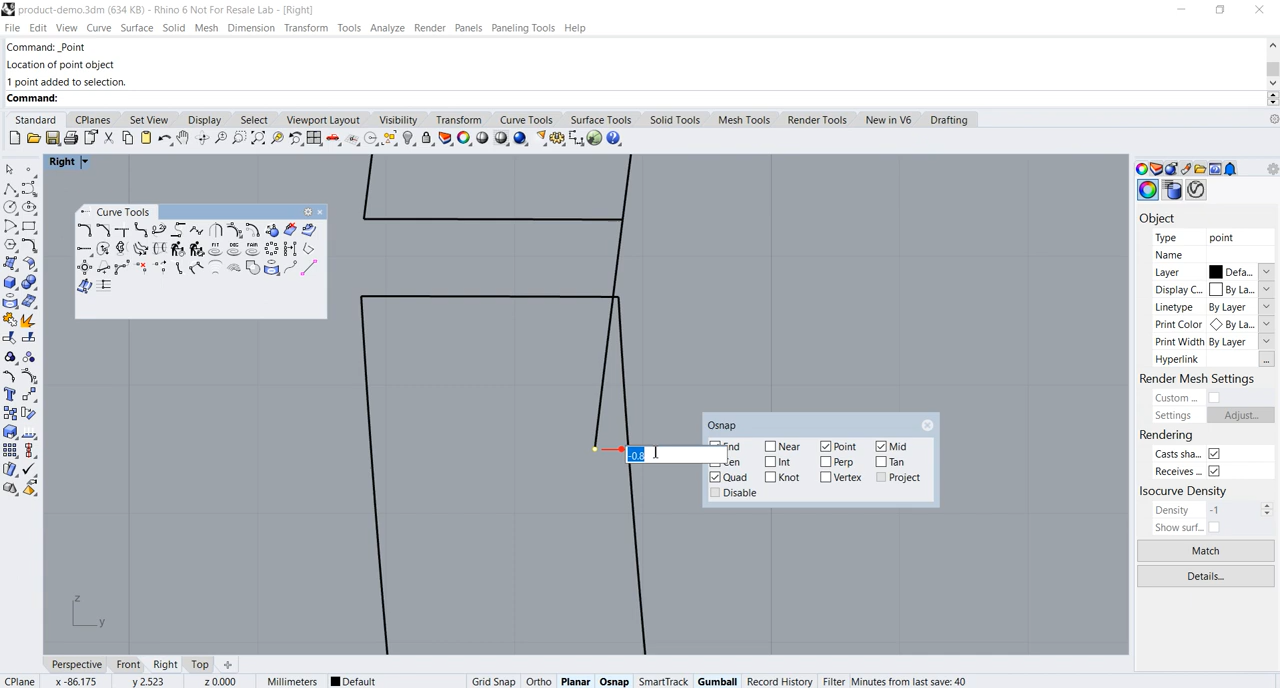 product-demo.3dm (634 KB) - Rhino 6 Not For Resale Lab - [Right]
File Edit View Curve Surface Solid Mesh Dimension Transform Tools Analyze Render Panels Paneling Tools Help
Command: _Point
Location of point object
1 point added to selection.
Command:
Standard CPlanes Set View Display Select Viewport Layout Visibility Transform Curve Tools Surface Tools Solid Tools Mesh Tools Render Tools New in V6 Drafting
Right
Curve Tools
Object
Type point
Name
Layer Defa...
Display C... By La...
Linetype By Layer
Print Color By La...
Print Width By Layer
Hyperlink ...
Render Mesh Settings
Custom ...
Settings Adjust...
Rendering
Casts sha...
Receives ...
Isocurve Density
Density -1
Show surf...
Match
Details...
Osnap
End Near Point Mid
Cen Int Perp Tan
Quad Knot Vertex Project
Disable
-0.8
z
y
Perspective Front Right Top
CPlane x -86.175 y 2.523 z 0.000 Millimeters Default Grid Snap Ortho Planar Osnap SmartTrack Gumball Record History Filter Minutes from last save: 40